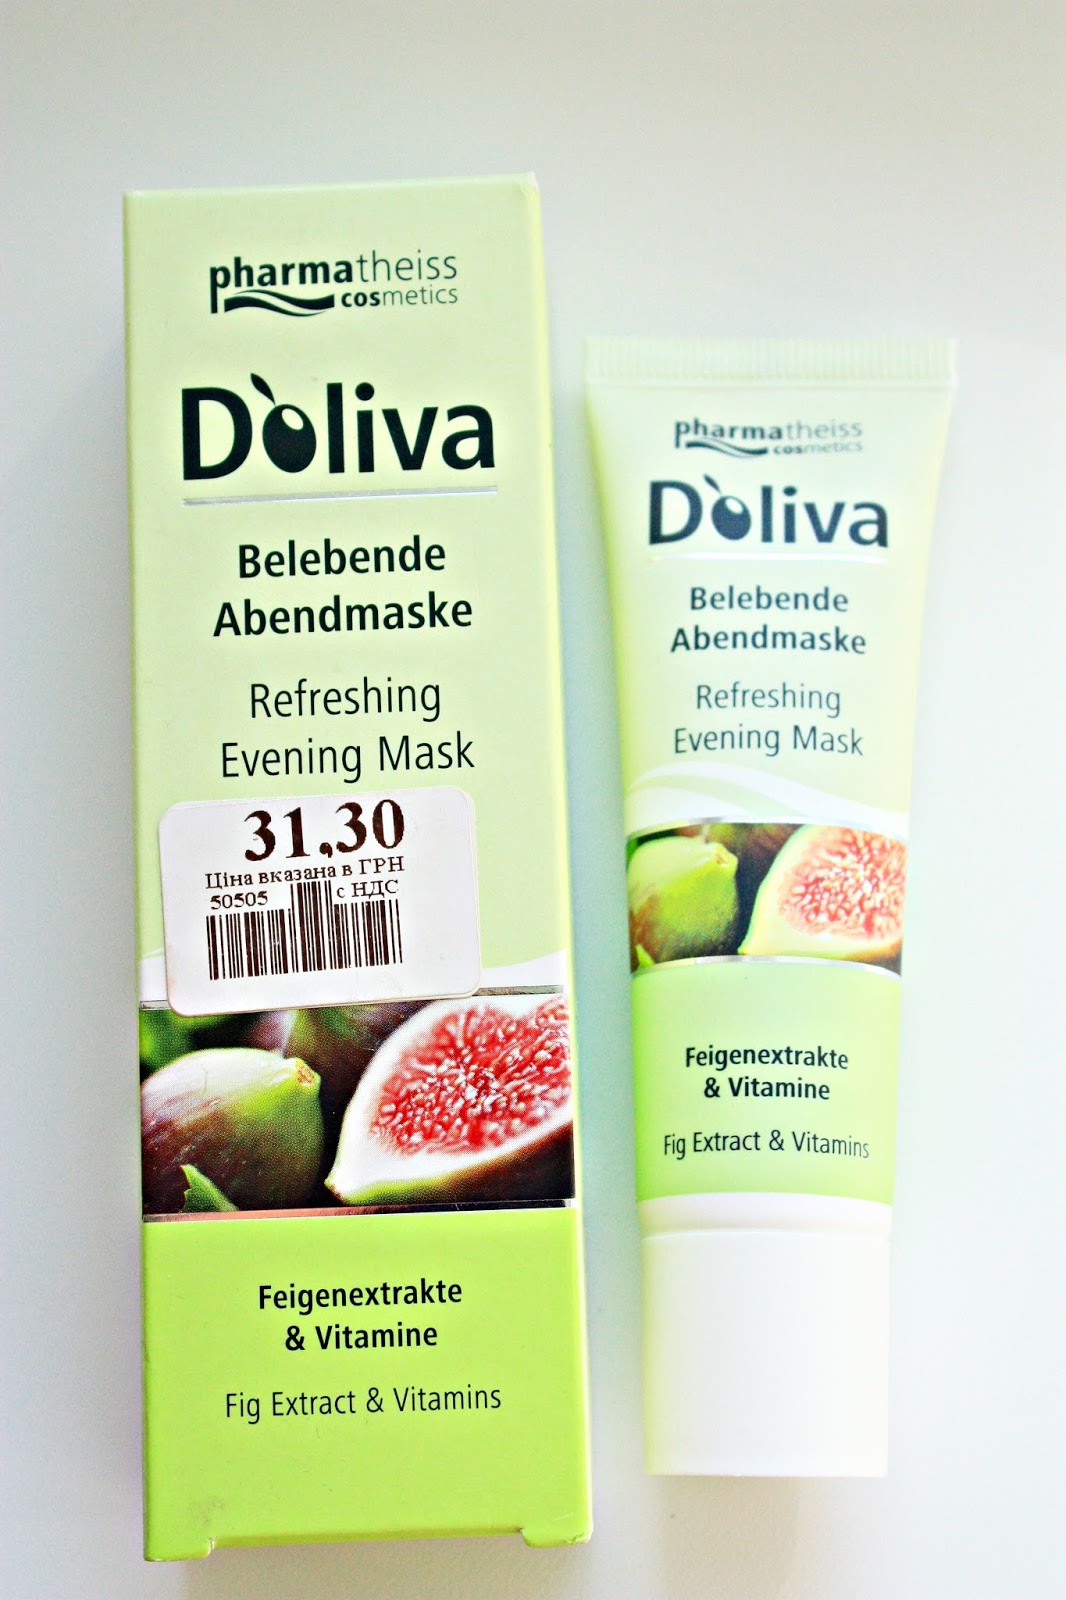 pharmatheiss
cosmetics
D'oliva
Belebende
Abendmaske
Refreshing
Evening Mask
31,30
Ціна вказана в ГРН
50505 с НДС
Feigenextrakte
& Vitamine
Fig Extract & Vitamins
pharmatheiss
cosmetics
D'oliva
Belebende
Abendmaske
Refreshing
Evening Mask
Feigenextrakte
& Vitamine
Fig Extract & Vitamins